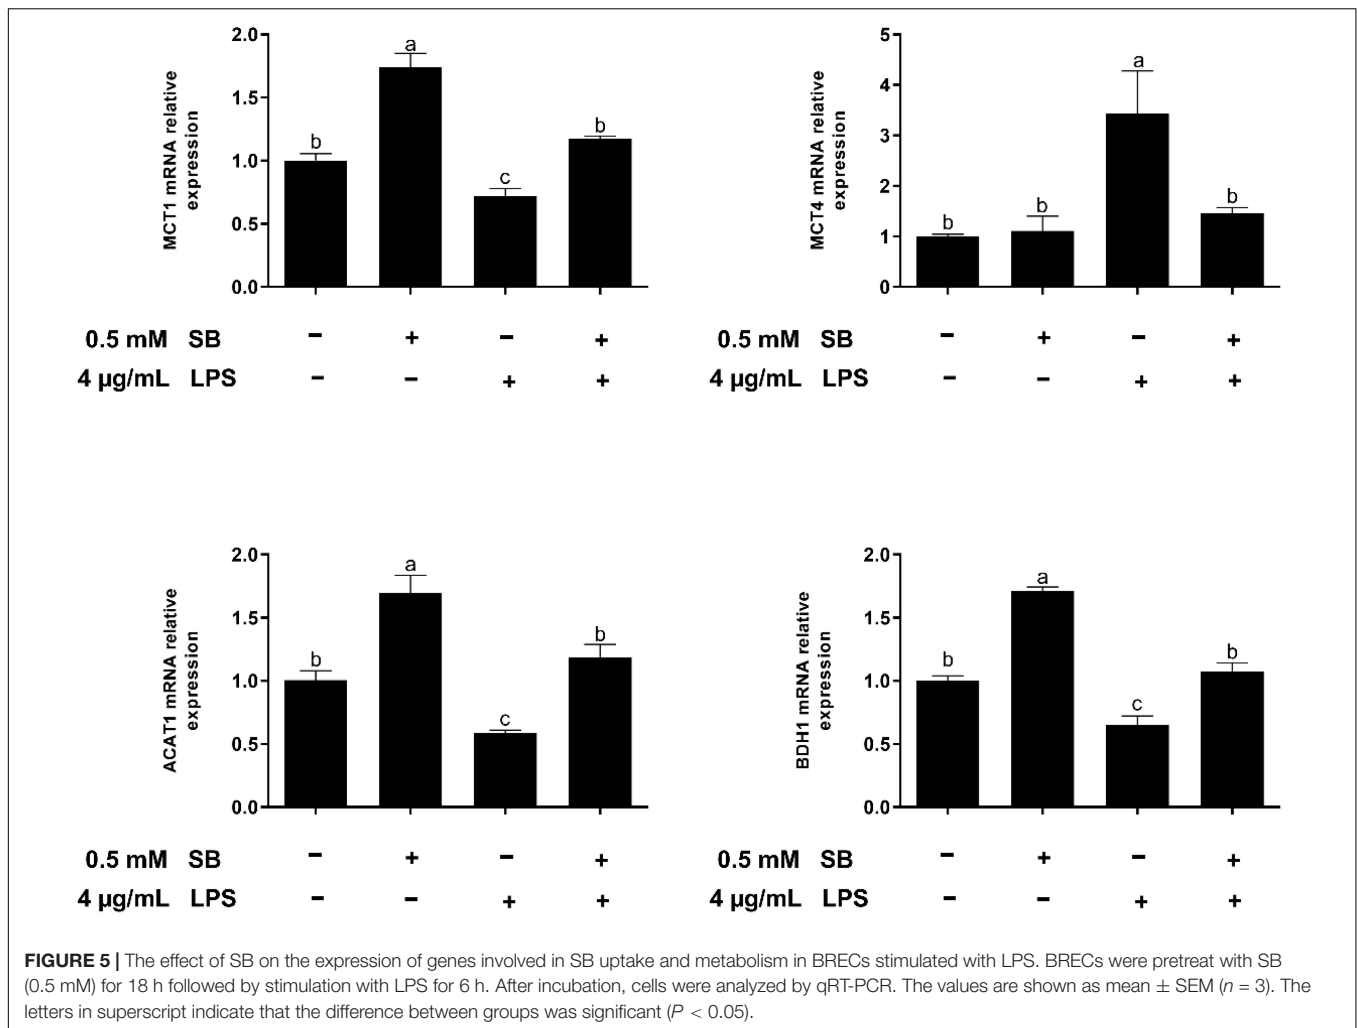 MCT1 mRNA relative
expression
2.0
1.5
1.0
0.5
0.0
b
a
c
b
0.5 mM SB − + − +
4 µg/mL LPS − − + +
MCT4 mRNA relative
expression
5
4
3
2
1
0
b
b
a
b
0.5 mM SB − + − +
4 µg/mL LPS − − + +
ACAT1 mRNA relative
expression
2.0
1.5
1.0
0.5
0.0
b
a
c
b
0.5 mM SB − + − +
4 µg/mL LPS − − + +
BDH1 mRNA relative
expression
2.0
1.5
1.0
0.5
0.0
b
a
c
b
0.5 mM SB − + − +
4 µg/mL LPS − − + +
FIGURE 5 | The effect of SB on the expression of genes involved in SB uptake and metabolism in BRECs stimulated with LPS. BRECs were pretreat with SB
(0.5 mM) for 18 h followed by stimulation with LPS for 6 h. After incubation, cells were analyzed by qRT-PCR. The values are shown as mean ± SEM (n = 3). The
letters in superscript indicate that the difference between groups was significant (P < 0.05).